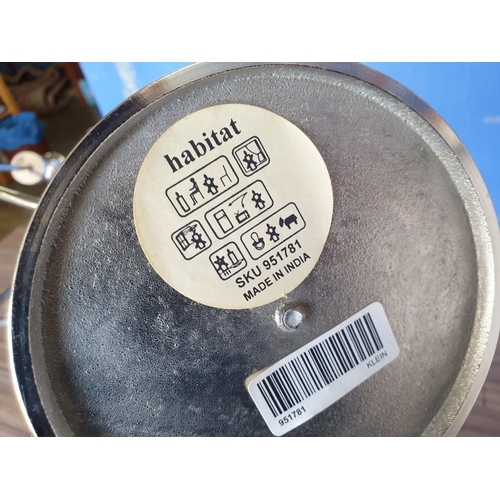 habitat
SKU 951781
MADE IN INDIA
951781
KLEIN